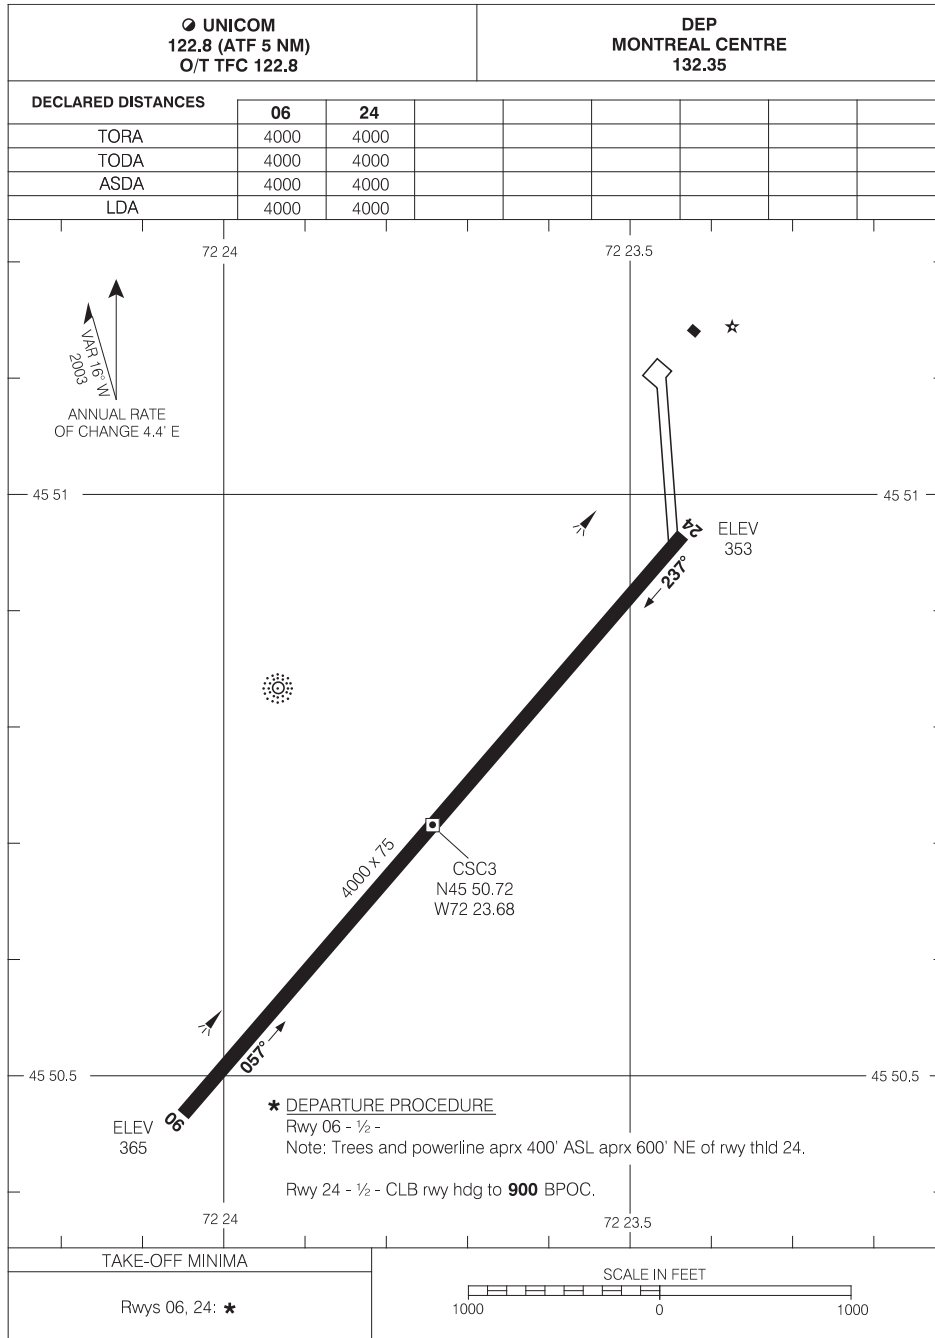 UNICOM
122.8 (ATF 5 NM)
O/T TFC 122.8
DEP
MONTREAL CENTRE
132.35
DECLARED DISTANCES
06 24
TORA 4000 4000
TODA 4000 4000
ASDA 4000 4000
LDA 4000 4000
72 24
72 23.5
VAR 16° W
2003
ANNUAL RATE
OF CHANGE 4.4' E
45 51
45 51
24
ELEV
353
237°
4000 x 75
CSC3
N45 50.72
W72 23.68
057°
45 50.5
45 50.5
06
ELEV
365
* DEPARTURE PROCEDURE
Rwy 06 - ½ -
Note: Trees and powerline aprx 400' ASL aprx 600' NE of rwy thld 24.
Rwy 24 - ½ - CLB rwy hdg to 900 BPOC.
72 24
72 23.5
TAKE-OFF MINIMA
Rwys 06, 24: *
SCALE IN FEET
1000 0 1000